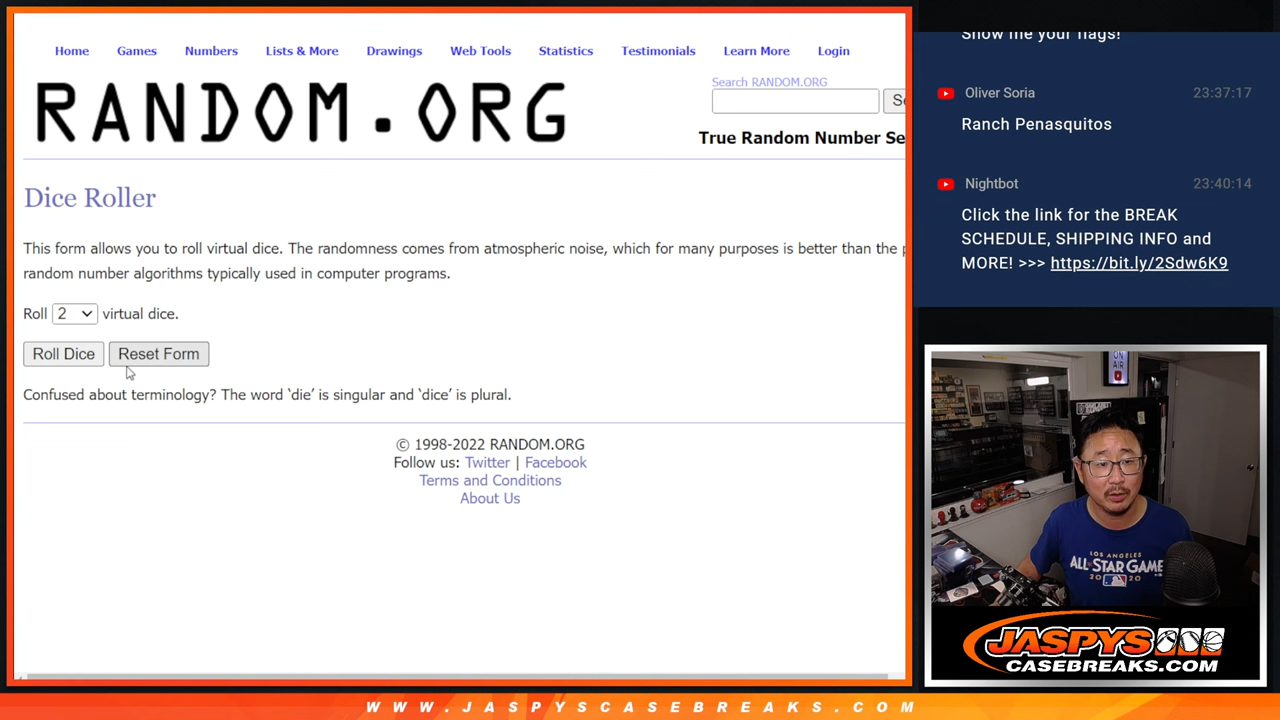 Home Games Numbers Lists & More Drawings Web Tools Statistics Testimonials Learn More Login
RANDOM.ORG
Search RANDOM.ORG
True Random Number Se
Dice Roller
This form allows you to roll virtual dice. The randomness comes from atmospheric noise, which for many purposes is better than the p
random number algorithms typically used in computer programs.
Roll 2 virtual dice.
Roll Dice Reset Form
Confused about terminology? The word ‘die’ is singular and ‘dice’ is plural.
© 1998-2022 RANDOM.ORG
Follow us: Twitter | Facebook
Terms and Conditions
About Us
Show me your flags!
Oliver Soria 23:37:17
Ranch Penasquitos
Nightbot 23:40:14
Click the link for the BREAK
SCHEDULE, SHIPPING INFO and
MORE! >>> https://bit.ly/2Sdw6K9
ON
AIR
LOS ANGELES
ALL-STAR GAME
2020
JASPYS
CASEBREAKS.COM
WWW.JASPYSCASEBREAKS.COM